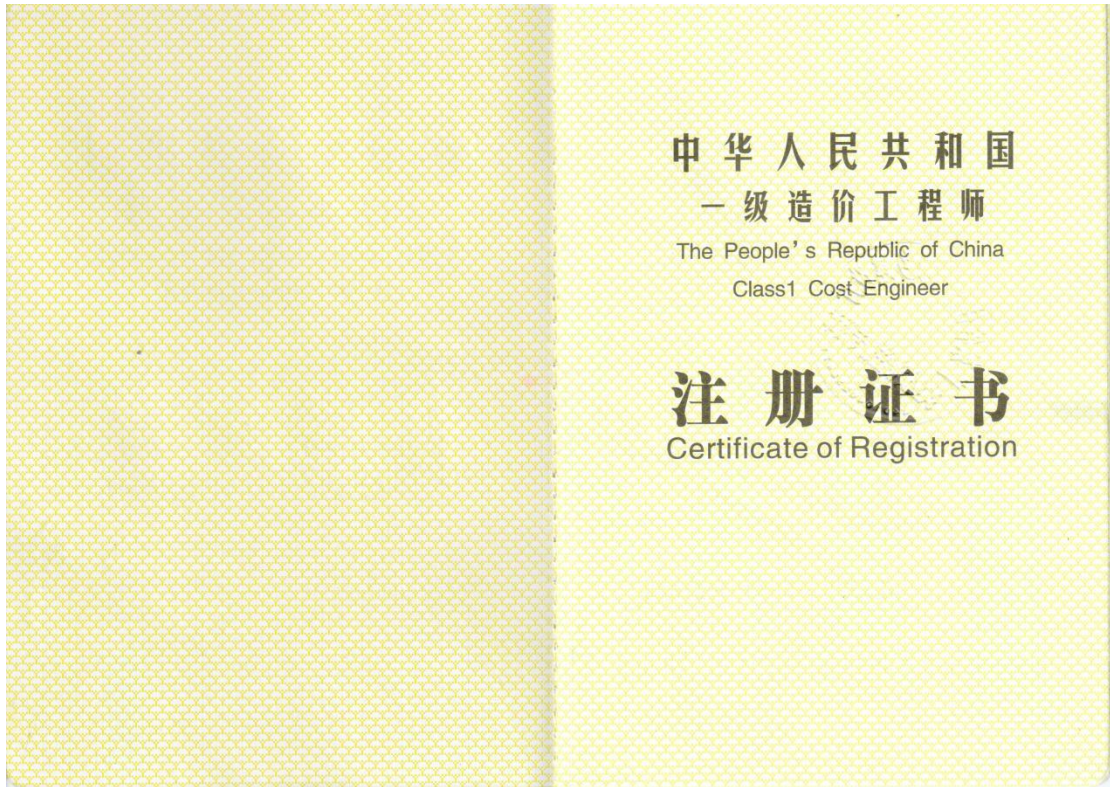 中华人民共和国
一级造价工程师
The People's Republic of China
Class1 Cost Engineer
注册证书
Certificate of Registration